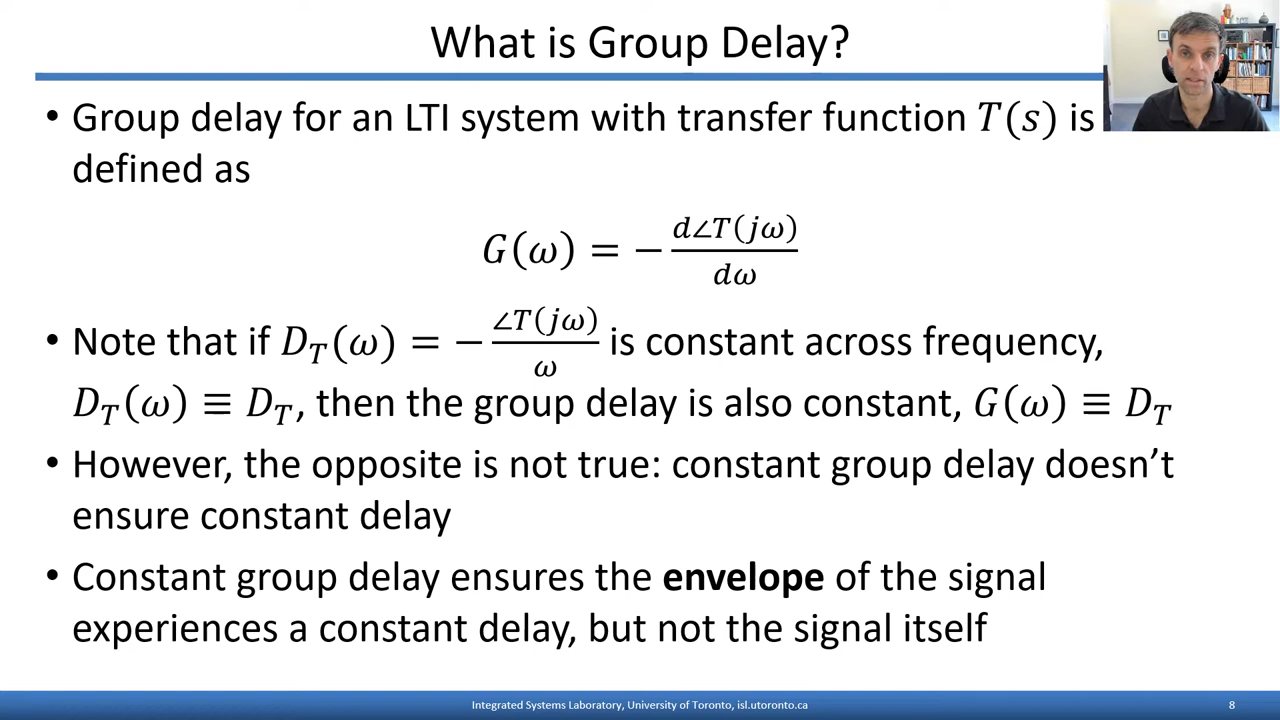 What is Group Delay?
• Group delay for an LTI system with transfer function T(s) is
defined as
G(ω) = − d∠T(jω) / dω
• Note that if D_T(ω) = − ∠T(jω) / ω is constant across frequency,
D_T(ω) ≡ D_T, then the group delay is also constant, G(ω) ≡ D_T
• However, the opposite is not true: constant group delay doesn’t
ensure constant delay
• Constant group delay ensures the envelope of the signal
experiences a constant delay, but not the signal itself
Integrated Systems Laboratory, University of Toronto, isl.utoronto.ca
8